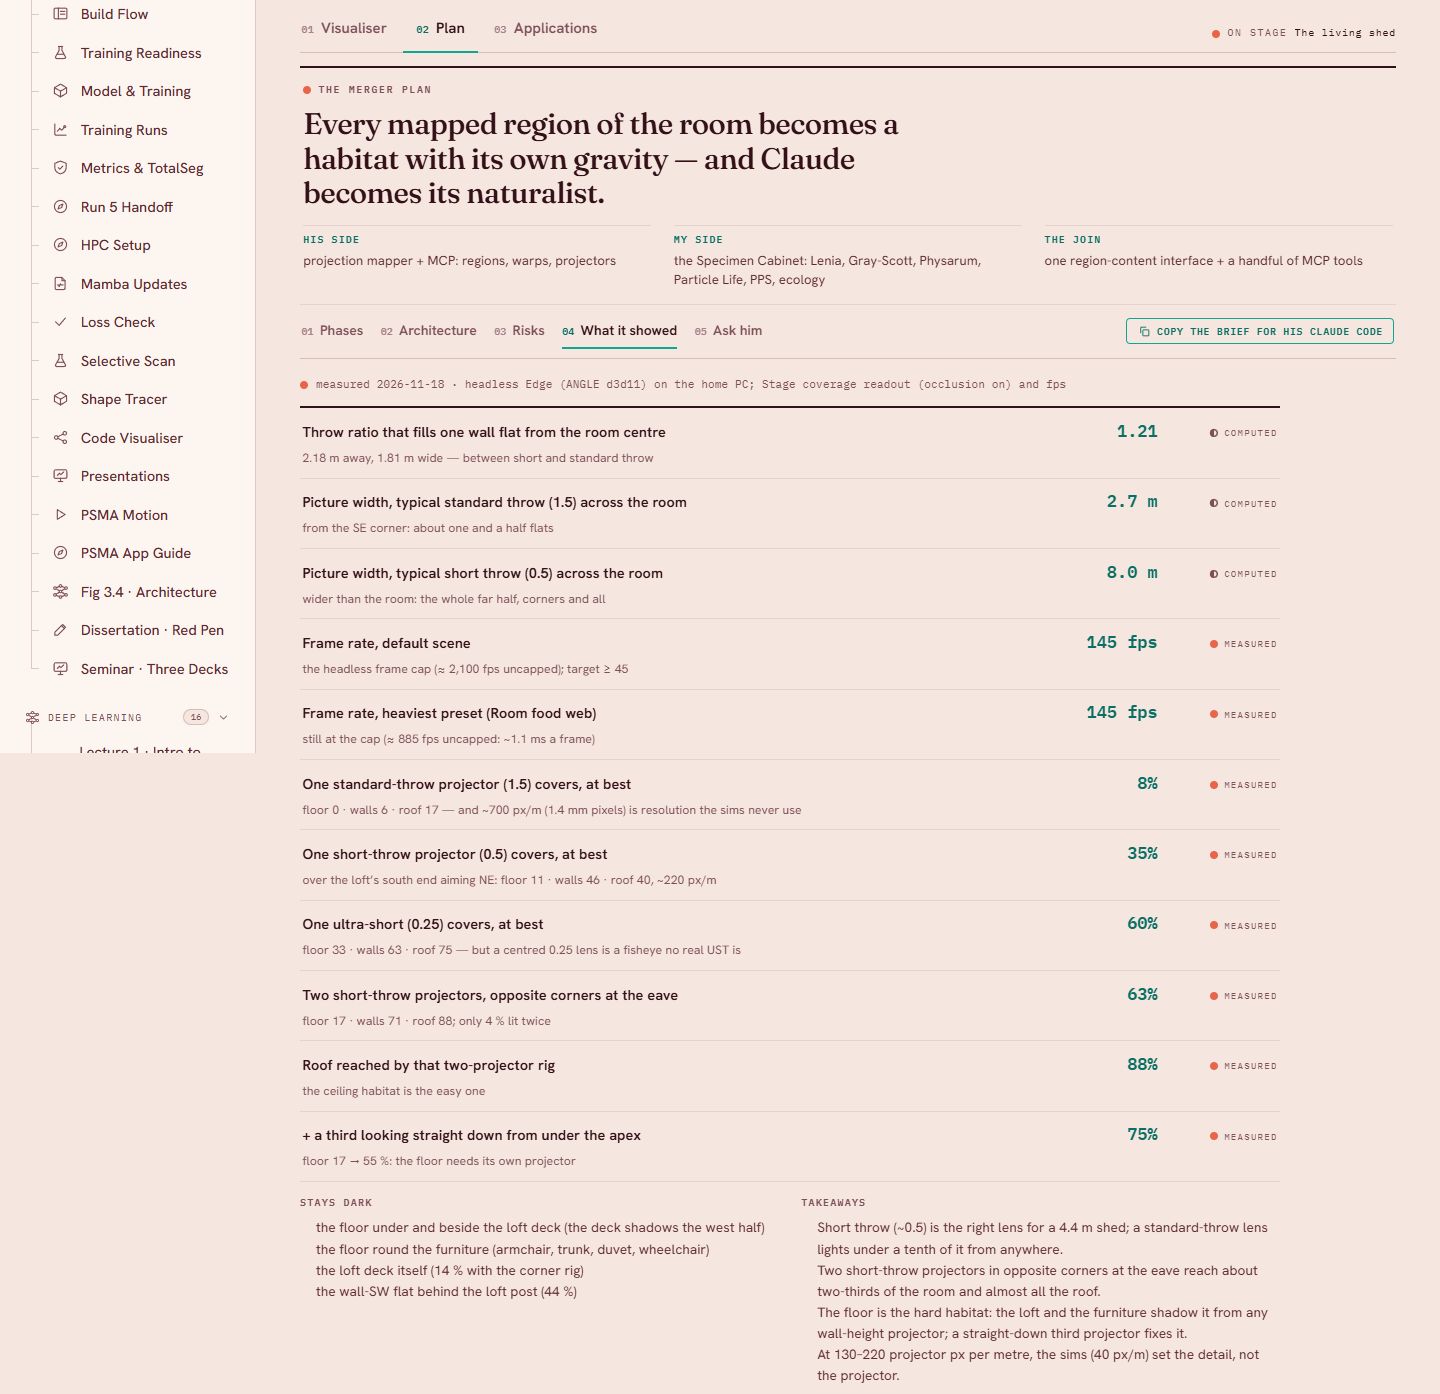 Build Flow
Training Readiness
Model & Training
Training Runs
Metrics & TotalSeg
Run 5 Handoff
HPC Setup
Mamba Updates
Loss Check
Selective Scan
Shape Tracer
Code Visualiser
Presentations
PSMA Motion
PSMA App Guide
Fig 3.4 · Architecture
Dissertation · Red Pen
Seminar · Three Decks
DEEP LEARNING 16
Lecture 1 · Intro to
01 Visualiser 02 Plan 03 Applications
ON STAGE The living shed
THE MERGER PLAN
Every mapped region of the room becomes a
habitat with its own gravity — and Claude
becomes its naturalist.
HIS SIDE
projection mapper + MCP: regions, warps, projectors
MY SIDE
the Specimen Cabinet: Lenia, Gray-Scott, Physarum,
Particle Life, PPS, ecology
THE JOIN
one region-content interface + a handful of MCP tools
01 Phases 02 Architecture 03 Risks 04 What it showed 05 Ask him
COPY THE BRIEF FOR HIS CLAUDE CODE
measured 2026-11-18 · headless Edge (ANGLE d3d11) on the home PC; Stage coverage readout (occlusion on) and fps
Throw ratio that fills one wall flat from the room centre 1.21 COMPUTED
2.18 m away, 1.81 m wide — between short and standard throw
Picture width, typical standard throw (1.5) across the room 2.7 m COMPUTED
from the SE corner: about one and a half flats
Picture width, typical short throw (0.5) across the room 8.0 m COMPUTED
wider than the room: the whole far half, corners and all
Frame rate, default scene 145 fps MEASURED
the headless frame cap (≈ 2,100 fps uncapped); target ≥ 45
Frame rate, heaviest preset (Room food web) 145 fps MEASURED
still at the cap (≈ 885 fps uncapped: ~1.1 ms a frame)
One standard-throw projector (1.5) covers, at best 8% MEASURED
floor 0 · walls 6 · roof 17 — and ~700 px/m (1.4 mm pixels) is resolution the sims never use
One short-throw projector (0.5) covers, at best 35% MEASURED
over the loft's south end aiming NE: floor 11 · walls 46 · roof 40, ~220 px/m
One ultra-short (0.25) covers, at best 60% MEASURED
floor 33 · walls 63 · roof 75 — but a centred 0.25 lens is a fisheye no real UST is
Two short-throw projectors, opposite corners at the eave 63% MEASURED
floor 17 · walls 71 · roof 88; only 4 % lit twice
Roof reached by that two-projector rig 88% MEASURED
the ceiling habitat is the easy one
+ a third looking straight down from under the apex 75% MEASURED
floor 17 → 55 %: the floor needs its own projector
STAYS DARK
the floor under and beside the loft deck (the deck shadows the west half)
the floor round the furniture (armchair, trunk, duvet, wheelchair)
the loft deck itself (14 % with the corner rig)
the wall-SW flat behind the loft post (44 %)
TAKEAWAYS
Short throw (~0.5) is the right lens for a 4.4 m shed; a standard-throw lens
lights under a tenth of it from anywhere.
Two short-throw projectors in opposite corners at the eave reach about
two-thirds of the room and almost all the roof.
The floor is the hard habitat: the loft and the furniture shadow it from any
wall-height projector; a straight-down third projector fixes it.
At 130–220 projector px per metre, the sims (40 px/m) set the detail, not
the projector.